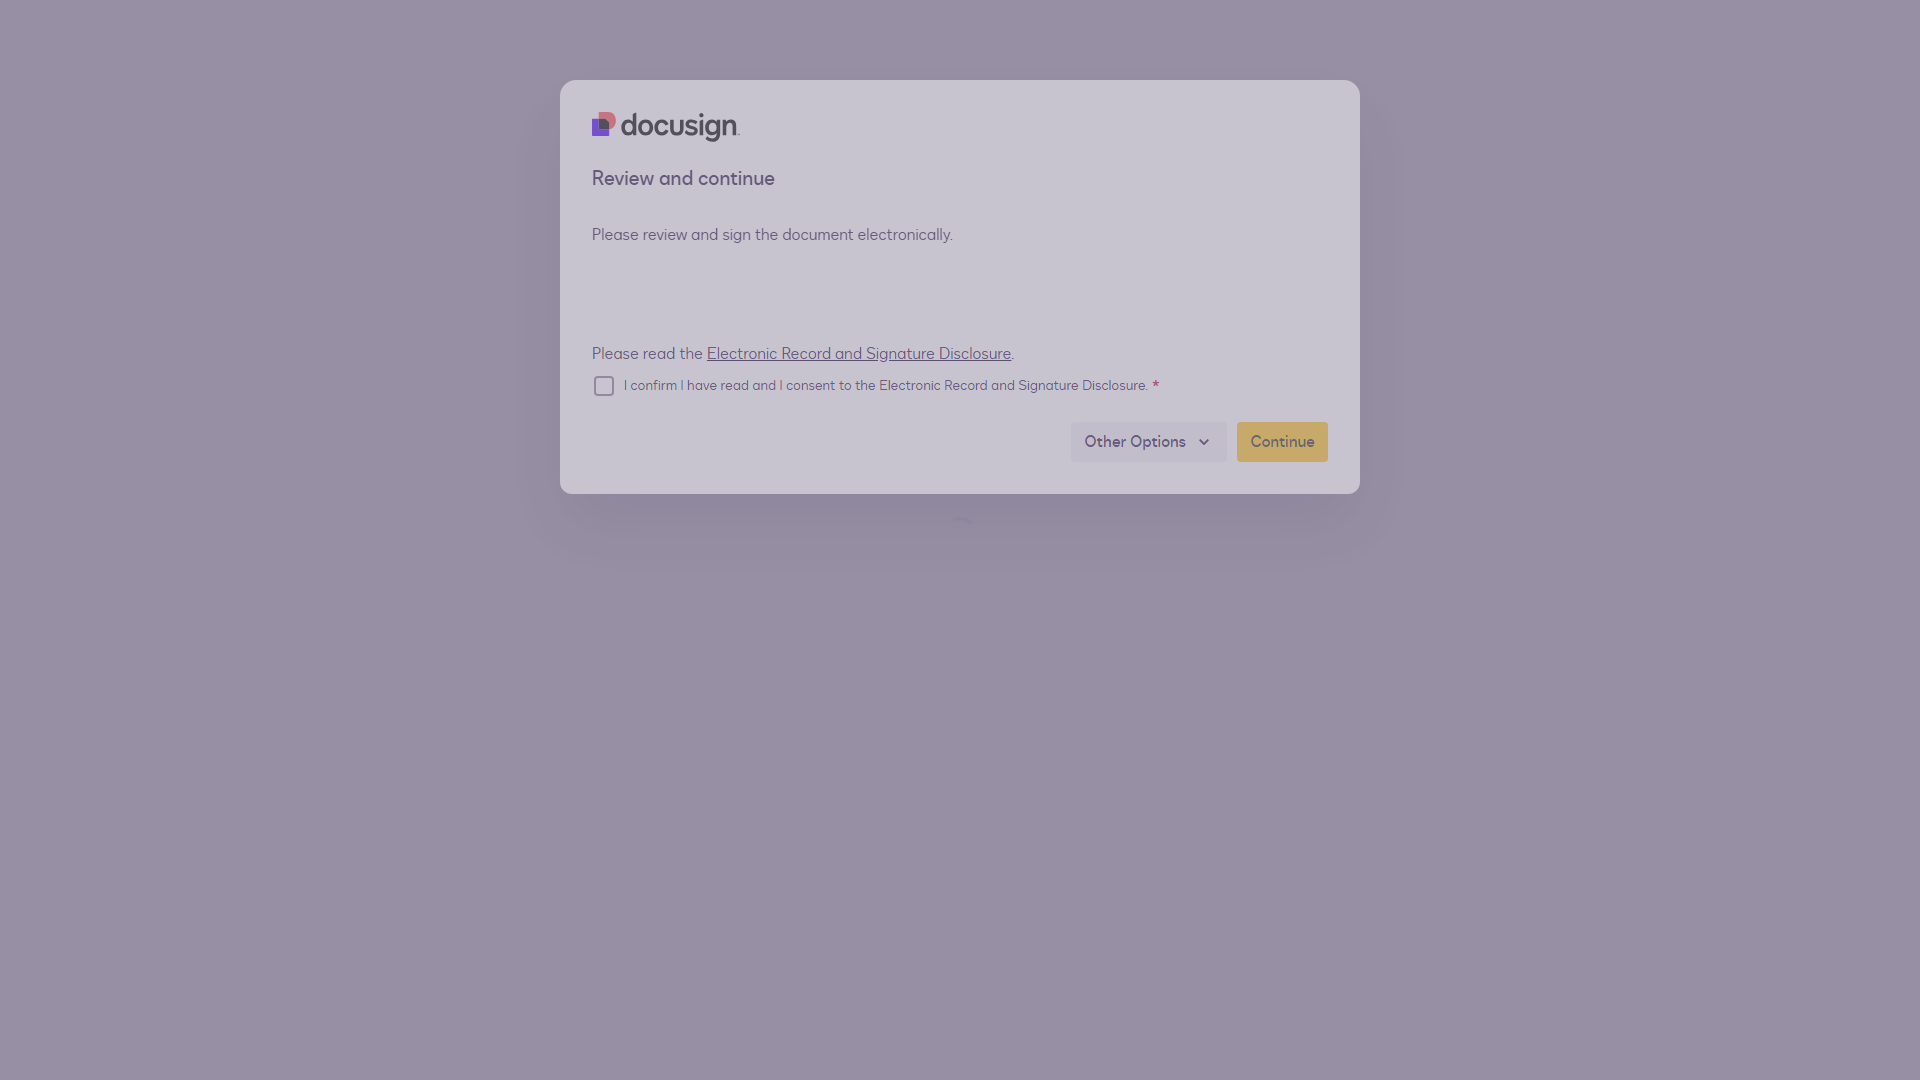 docusign
Review and continue
Please review and sign the document electronically.
Please read the Electronic Record and Signature Disclosure.
I confirm I have read and I consent to the Electronic Record and Signature Disclosure. *
Other Options
Continue